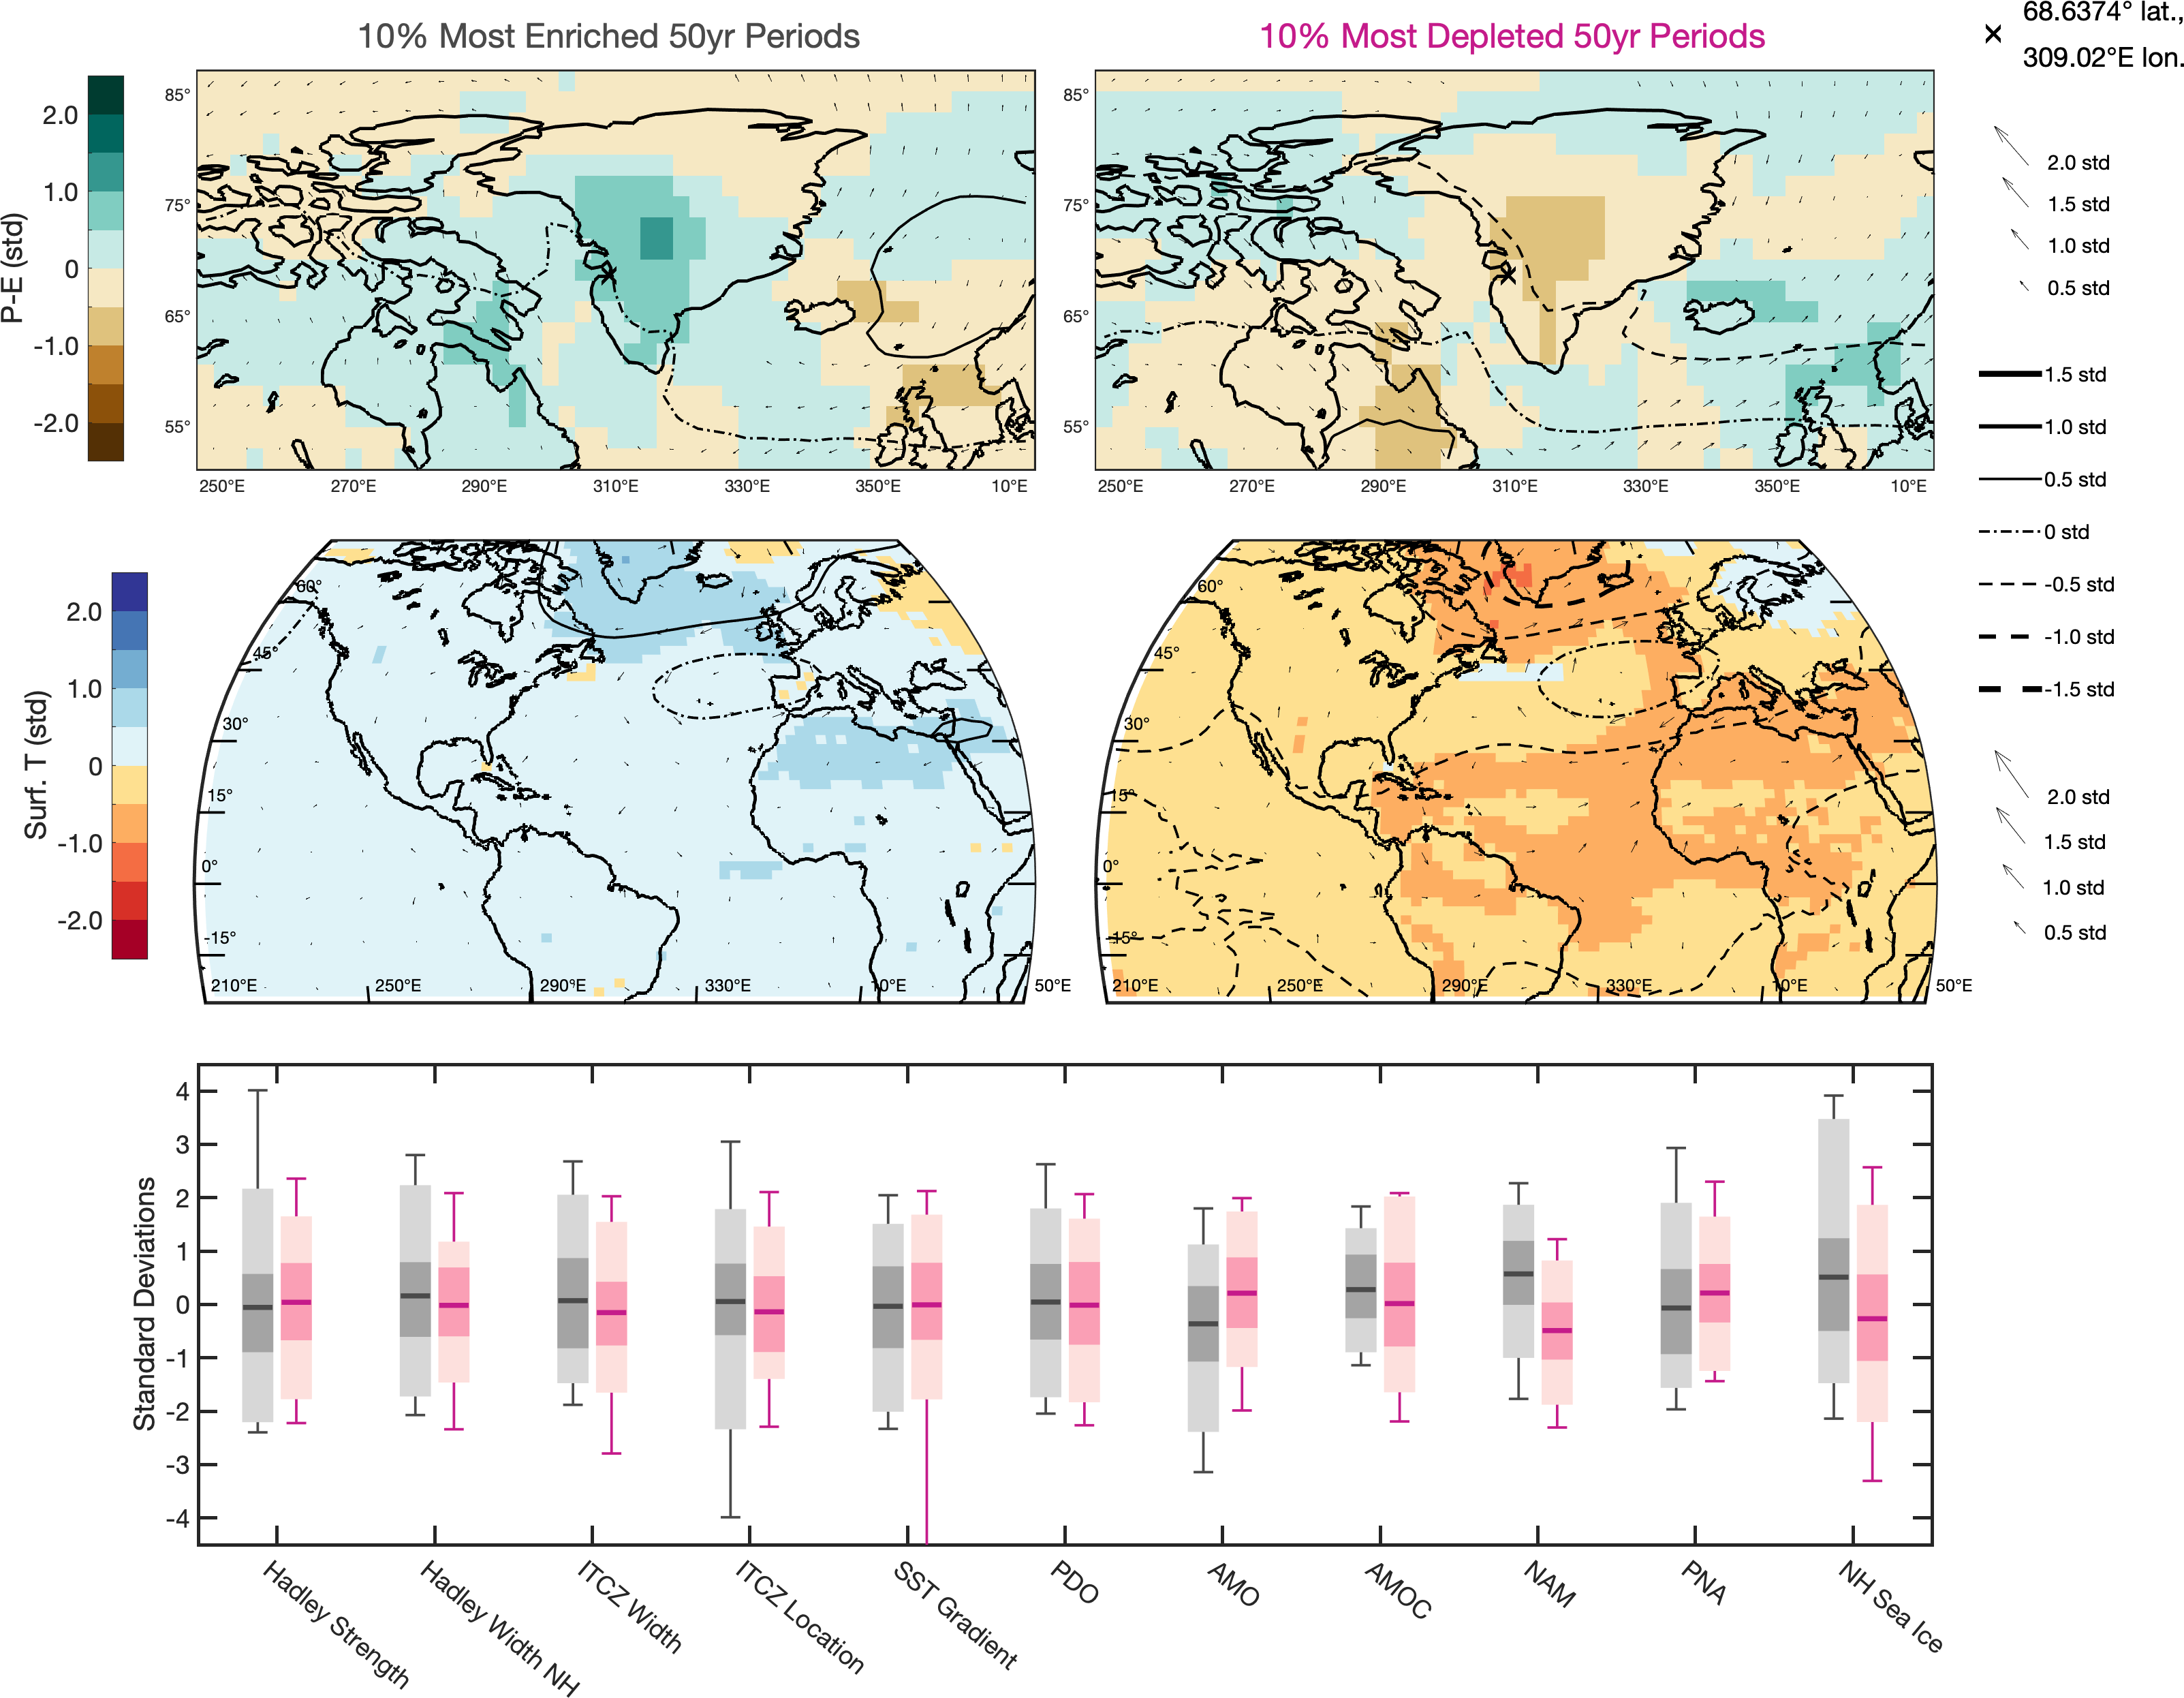 10% Most Enriched 50yr Periods
10% Most Depleted 50yr Periods
68.6374° lat.,
309.02°E lon.
P-E (std)
2.0
1.0
0
-1.0
-2.0
85°
75°
65°
55°
250°E 270°E 290°E 310°E 330°E 350°E 10°E
85°
75°
65°
55°
250°E 270°E 290°E 310°E 330°E 350°E 10°E
2.0 std
1.5 std
1.0 std
0.5 std
1.5 std
1.0 std
0.5 std
0 std
-0.5 std
-1.0 std
-1.5 std
Surf. T (std)
2.0
1.0
0
-1.0
-2.0
60°
45°
30°
15°
0°
-15°
210°E 250°E 290°E 330°E 10°E 50°E
60°
45°
30°
15°
0°
-15°
210°E 250°E 290°E 330°E 10°E 50°E
2.0 std
1.5 std
1.0 std
0.5 std
Standard Deviations
4
3
2
1
0
-1
-2
-3
-4
Hadley Strength
Hadley Width NH
ITCZ Width
ITCZ Location
SST Gradient
PDO
AMO
AMOC
NAM
PNA
NH Sea Ice